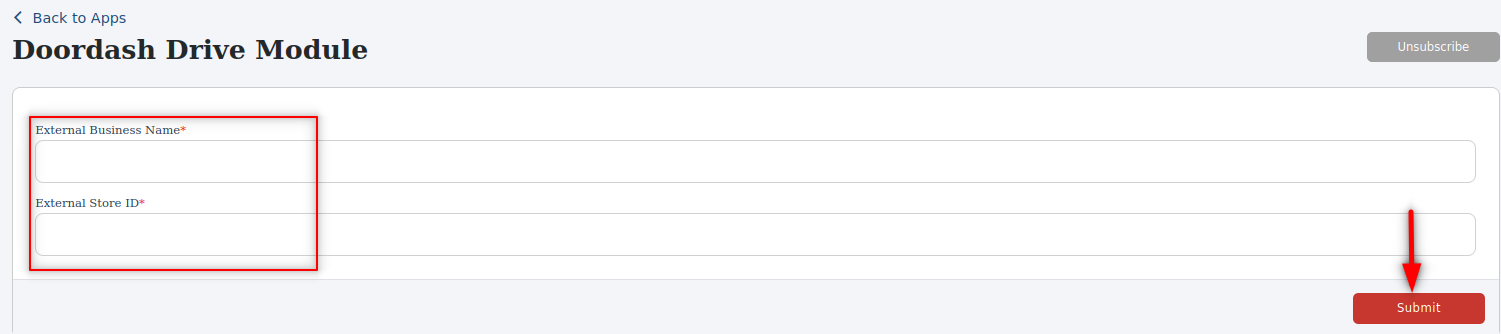 Back to Apps
Doordash Drive Module
Unsubscribe
External Business Name*
External Store ID*
Submit